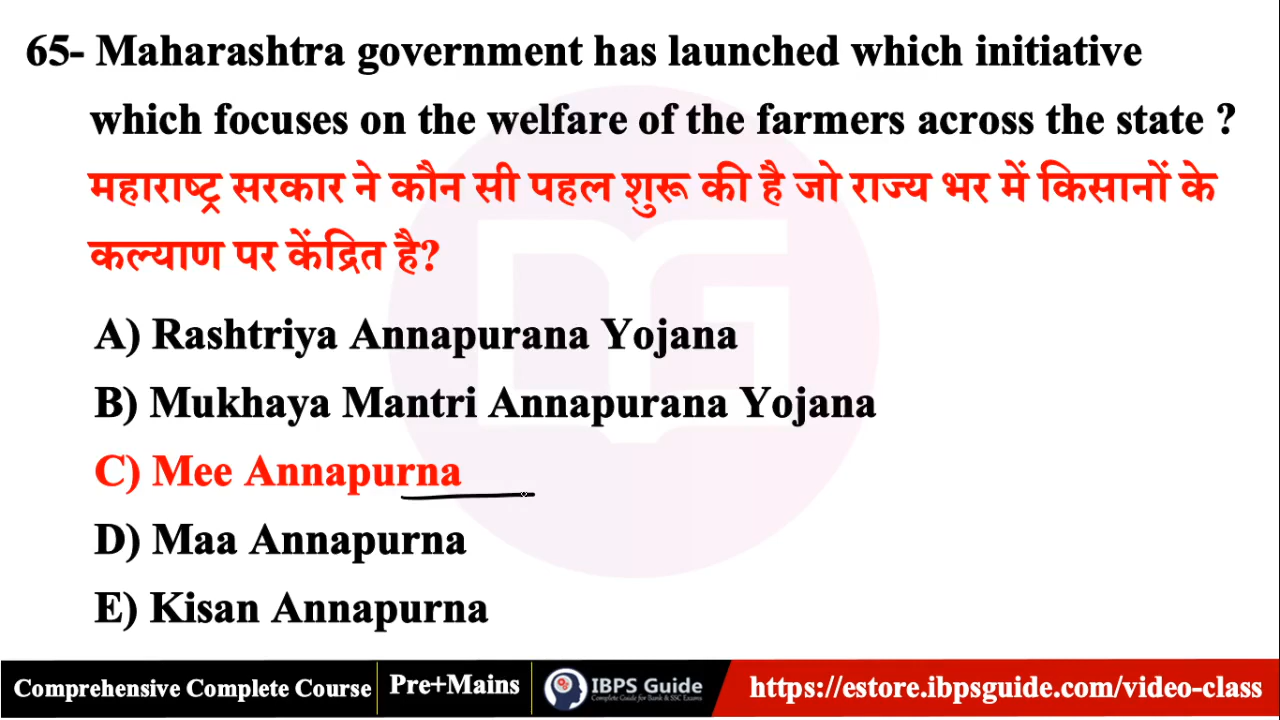 65- Maharashtra government has launched which initiative
which focuses on the welfare of the farmers across the state ?
महाराष्ट्र सरकार ने कौन सी पहल शुरू की है जो राज्य भर में किसानों के
कल्याण पर केंद्रित है?
A) Rashtriya Annapurana Yojana
B) Mukhaya Mantri Annapurana Yojana
C) Mee Annapurna
D) Maa Annapurna
E) Kisan Annapurna
Comprehensive Complete Course
Pre+Mains
IBPS Guide
Complete Guide for Bank & SSC Exams
https://estore.ibpsguide.com/video-class